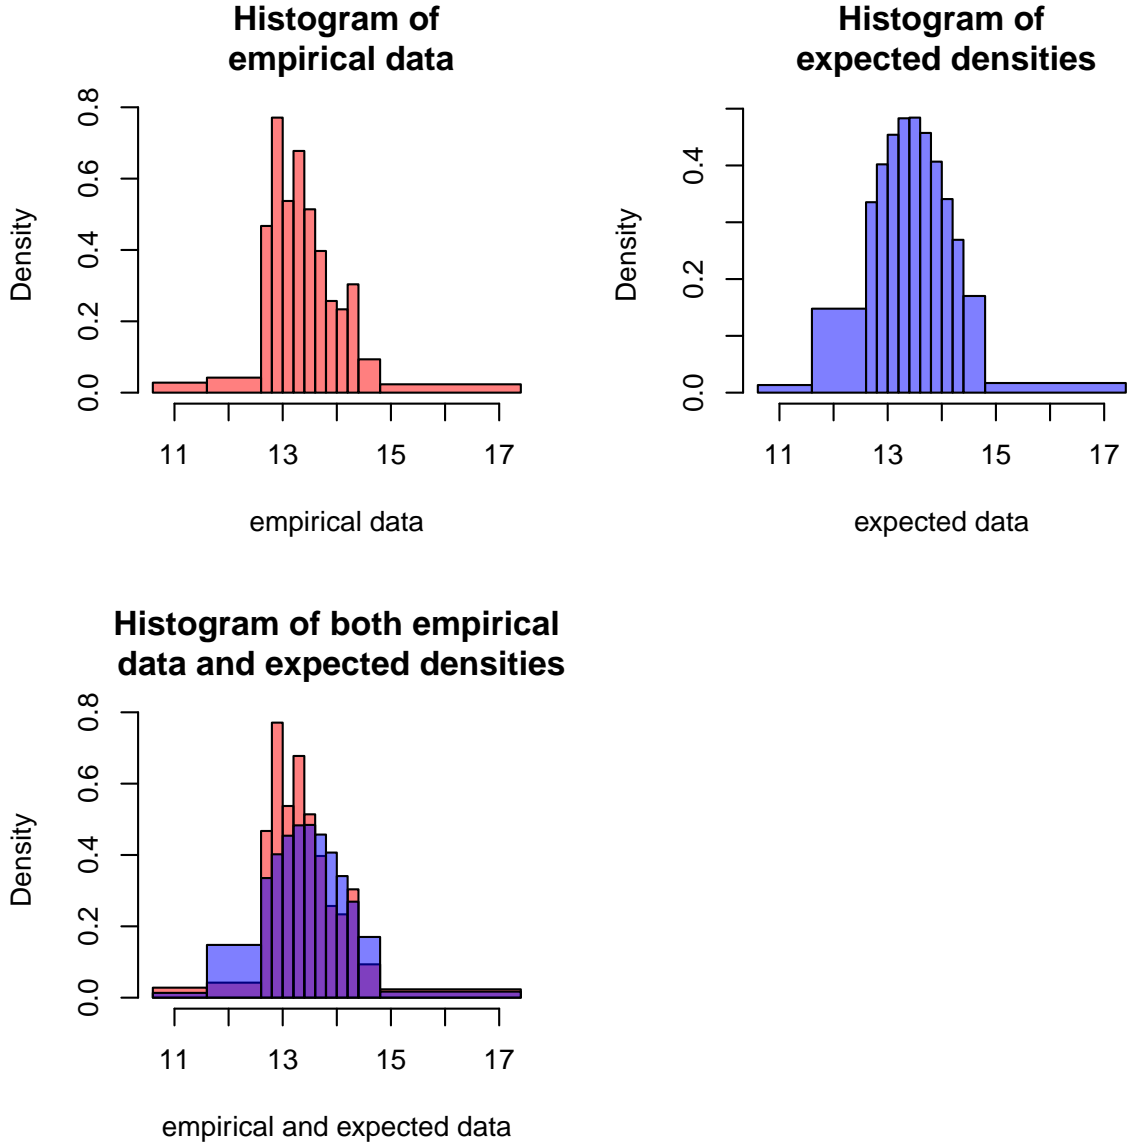 Histogram of
empirical data
Density
0.0 0.2 0.4 0.6 0.8
11 13 15 17
empirical data
Histogram of
expected densities
Density
0.0 0.2 0.4
11 13 15 17
expected data
Histogram of both empirical
data and expected densities
Density
0.0 0.2 0.4 0.6 0.8
11 13 15 17
empirical and expected data